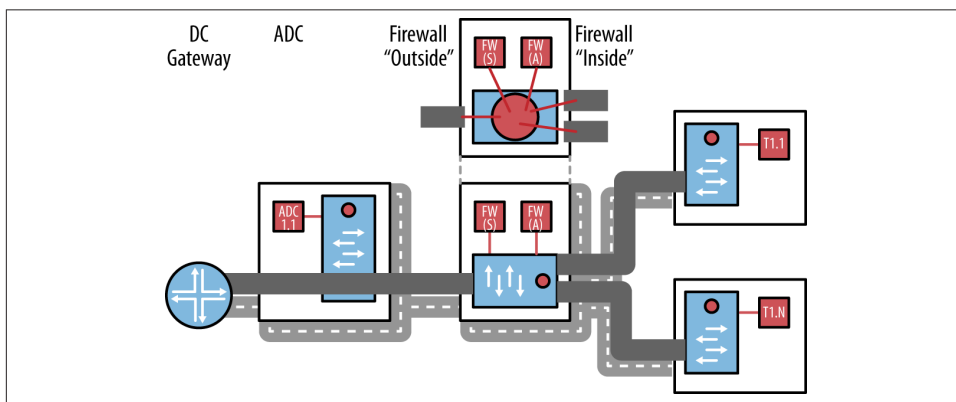 DC
Gateway
ADC
Firewall
“Outside”
Firewall
“Inside”
FW
(S)
FW
(A)
T1.1
ADC
1.1
FW
(S)
FW
(A)
T1.N